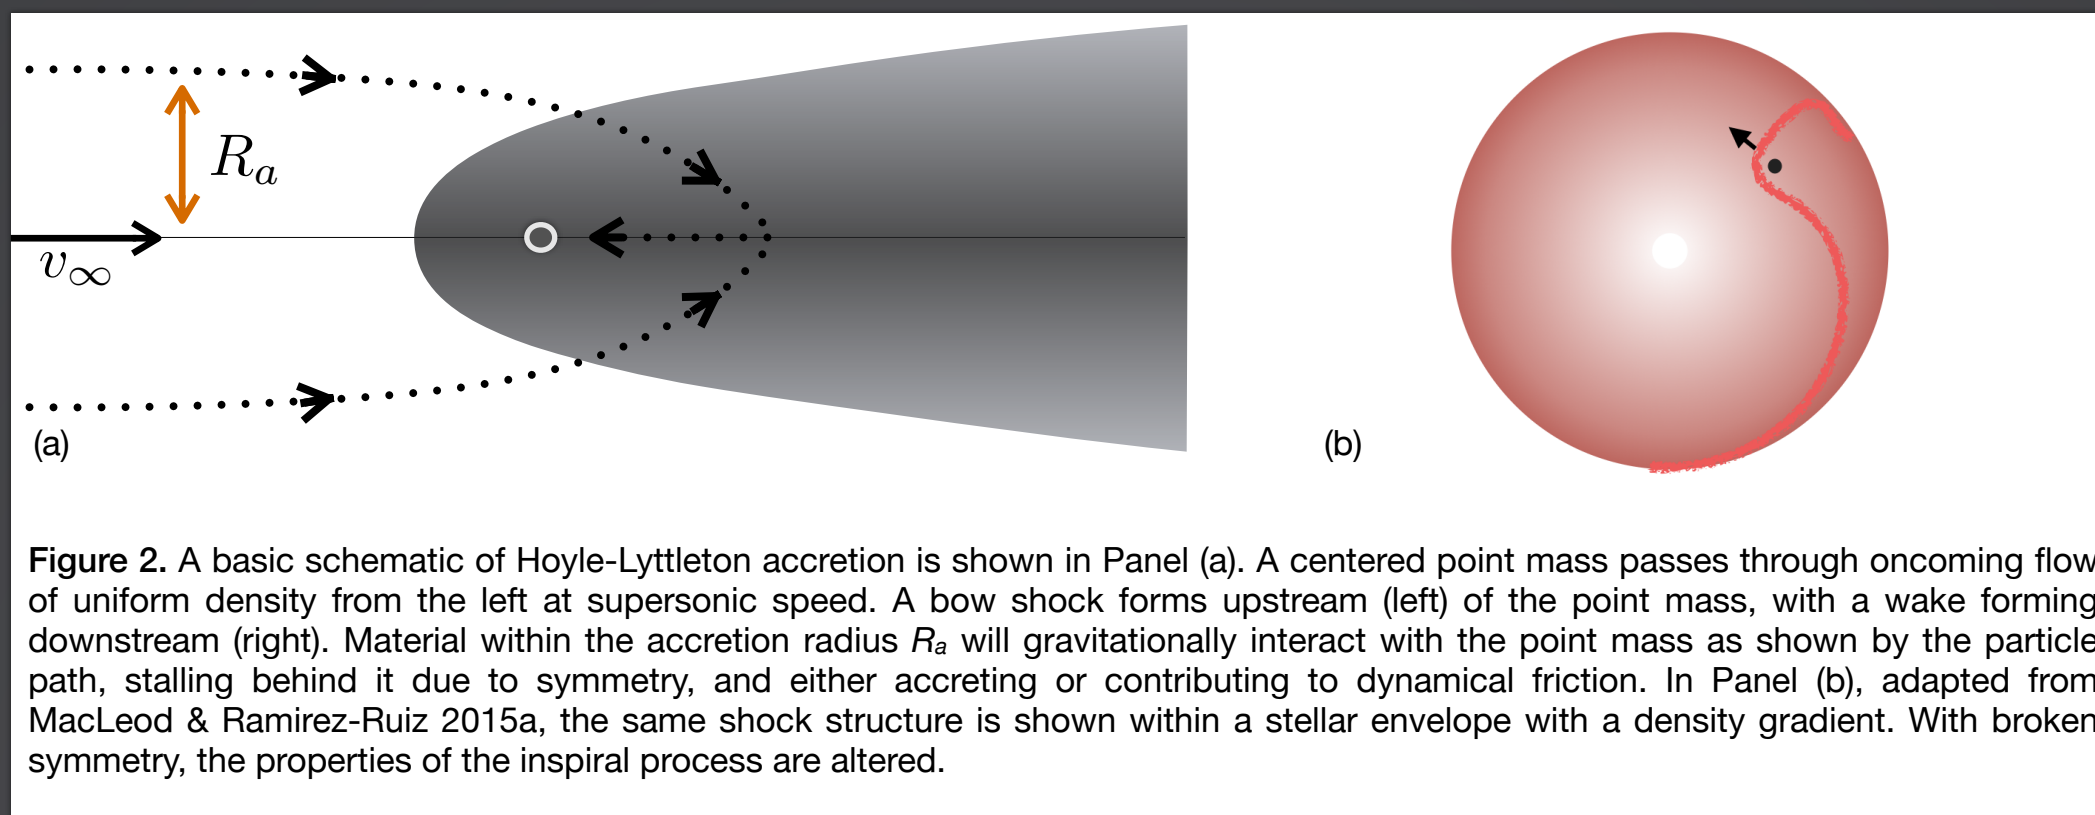 R_a
v_∞
(a)
(b)
Figure 2. A basic schematic of Hoyle-Lyttleton accretion is shown in Panel (a). A centered point mass passes through oncoming flow
of uniform density from the left at supersonic speed. A bow shock forms upstream (left) of the point mass, with a wake forming
downstream (right). Material within the accretion radius Rₐ will gravitationally interact with the point mass as shown by the particle
path, stalling behind it due to symmetry, and either accreting or contributing to dynamical friction. In Panel (b), adapted from
MacLeod & Ramirez-Ruiz 2015a, the same shock structure is shown within a stellar envelope with a density gradient. With broken
symmetry, the properties of the inspiral process are altered.